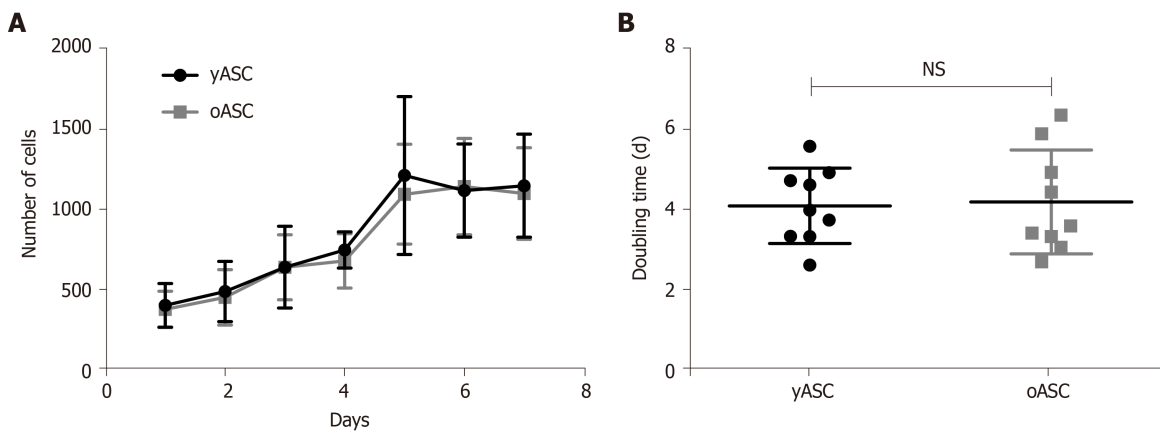 A
2000
1500
1000
500
0
Number of cells
yASC
oASC
0 2 4 6 8
Days
B
8
6
4
2
0
Doubling time (d)
NS
yASC oASC